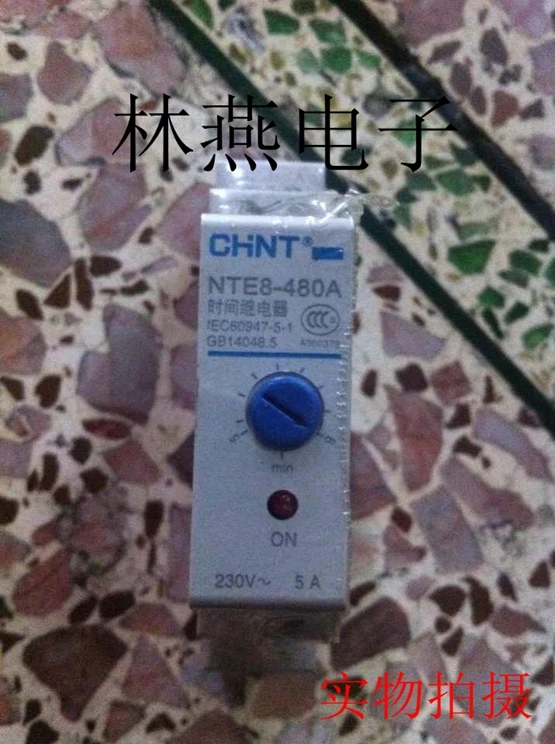 林燕电子
CHNT®
NTE8-480A
时间继电器
IEC60947-5-1
GB14048.5
CCC
min
ON
230V~ 5A
实物拍摄